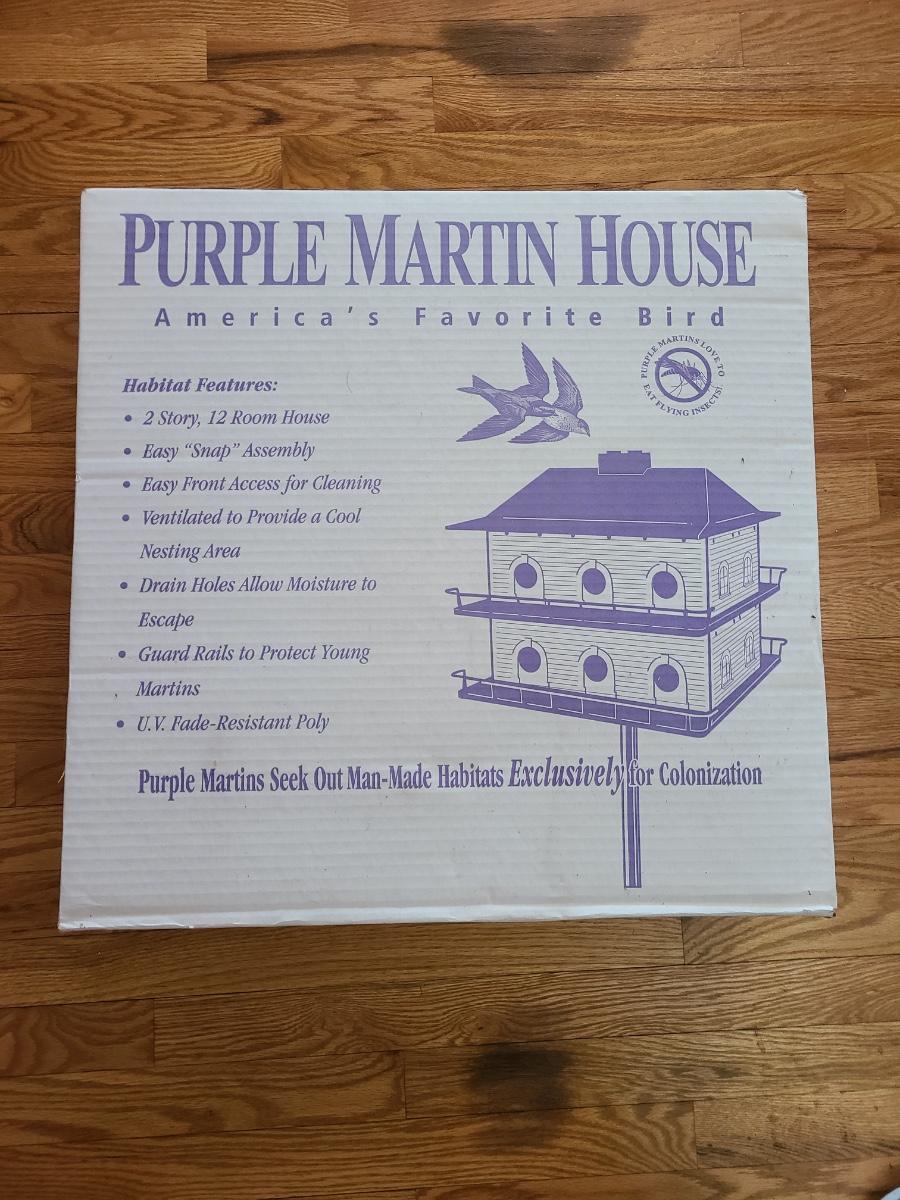 PURPLE MARTIN HOUSE
America's Favorite Bird
PURPLE MARTINS LOVE TO
EAT FLYING INSECTS!
Habitat Features:
• 2 Story, 12 Room House
• Easy “Snap” Assembly
• Easy Front Access for Cleaning
• Ventilated to Provide a Cool
Nesting Area
• Drain Holes Allow Moisture to
Escape
• Guard Rails to Protect Young
Martins
• U.V. Fade-Resistant Poly
Purple Martins Seek Out Man-Made Habitats Exclusively for Colonization